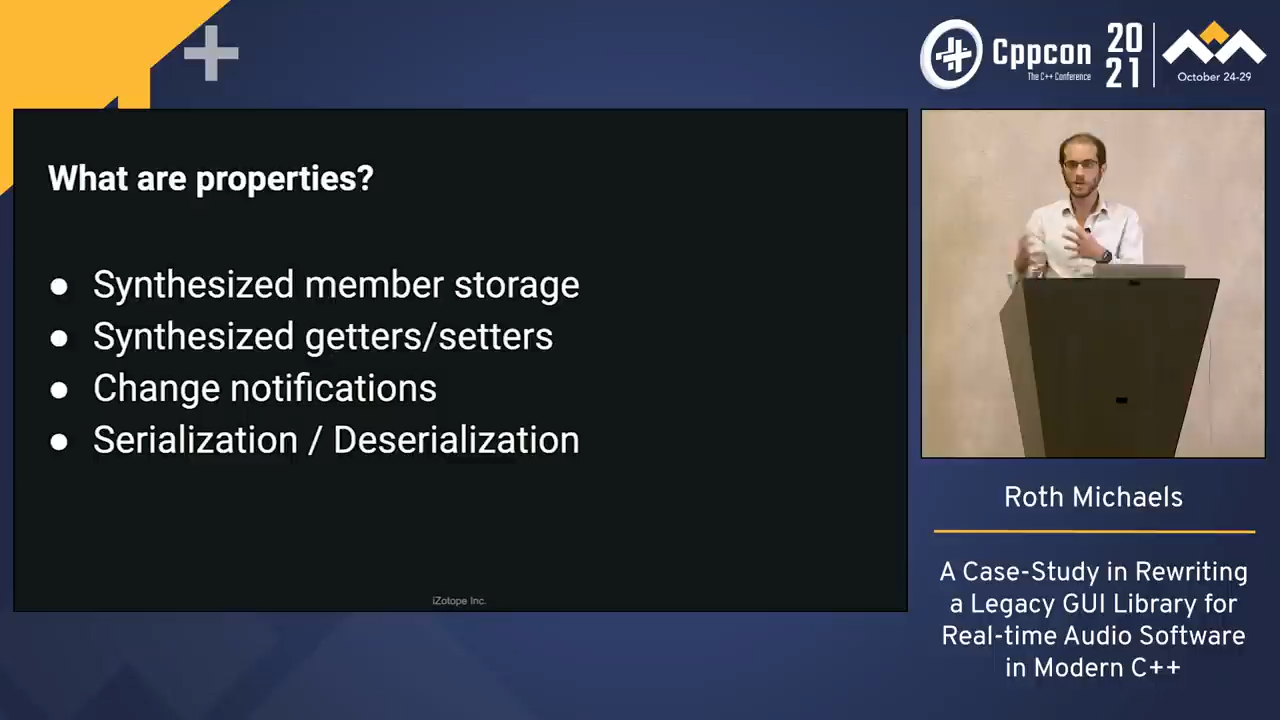 Cppcon
The C++ Conference
20
21
October 24-29
What are properties?
● Synthesized member storage
● Synthesized getters/setters
● Change notifications
● Serialization / Deserialization
iZotope Inc.
Roth Michaels
A Case-Study in Rewriting
a Legacy GUI Library for
Real-time Audio Software
in Modern C++